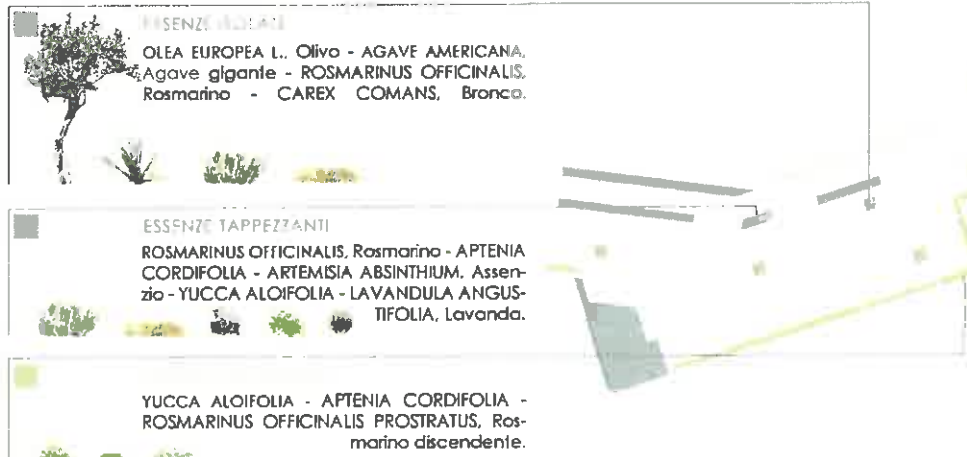 ESSENZE
OLEA EUROPEA L.. Olivo - AGAVE AMERICANA,
Agave gigante - ROSMARINUS OFFICINALIS,
Rosmarino - CAREX COMANS, Bronco.
ESSENZE TAPPEZZANTI
ROSMARINUS OFFICINALIS, Rosmarino - APTENIA
CORDIFOLIA - ARTEMISIA ABSINTHIUM. Assen-
zio - YUCCA ALOIFOLIA - LAVANDULA ANGUS-
TIFOLIA, Lavanda.
YUCCA ALOIFOLIA - APTENIA CORDIFOLIA -
ROSMARINUS OFFICINALIS PROSTRATUS, Ros-
marino discendente.